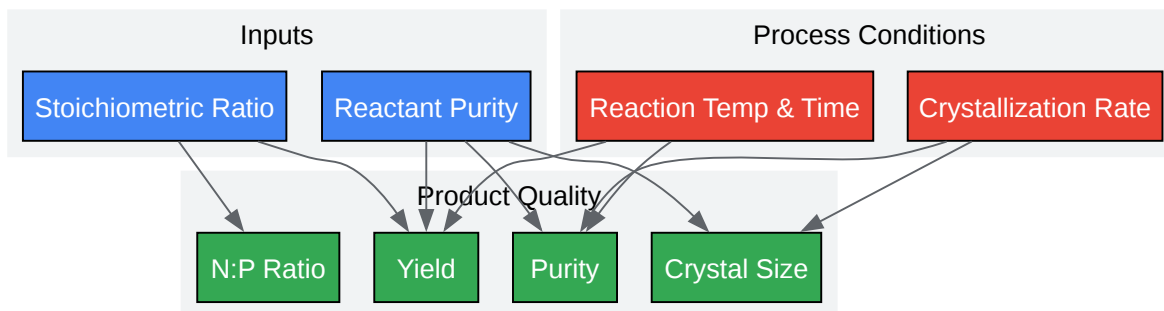 Inputs
Process Conditions
Stoichiometric Ratio
Reactant Purity
Reaction Temp & Time
Crystallization Rate
Product Quality
N:P Ratio
Yield
Purity
Crystal Size